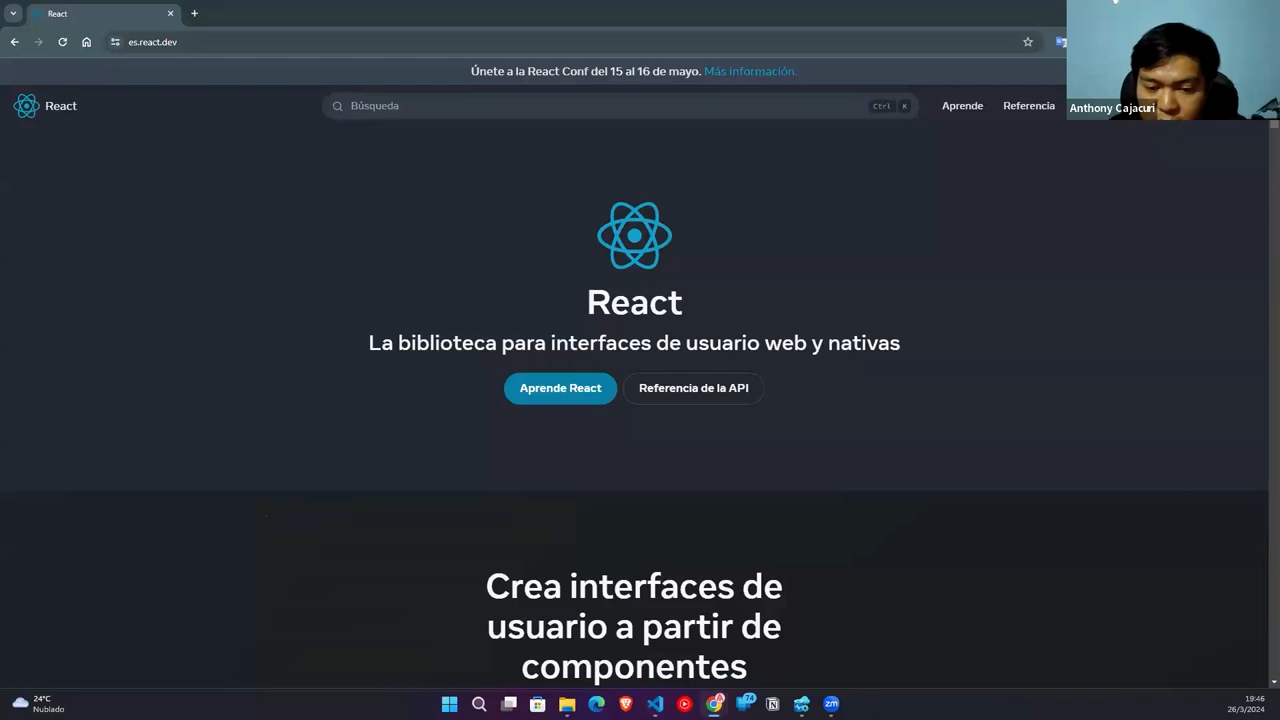 React
es.react.dev
Únete a la React Conf del 15 al 16 de mayo. Más información.
React
Búsqueda
Ctrl K
Aprende
Referencia
Anthony Cajacuri
React
La biblioteca para interfaces de usuario web y nativas
Aprende React
Referencia de la API
Crea interfaces de
usuario a partir de
componentes
24°C
Nublado
74
zm
19:46
26/3/2024